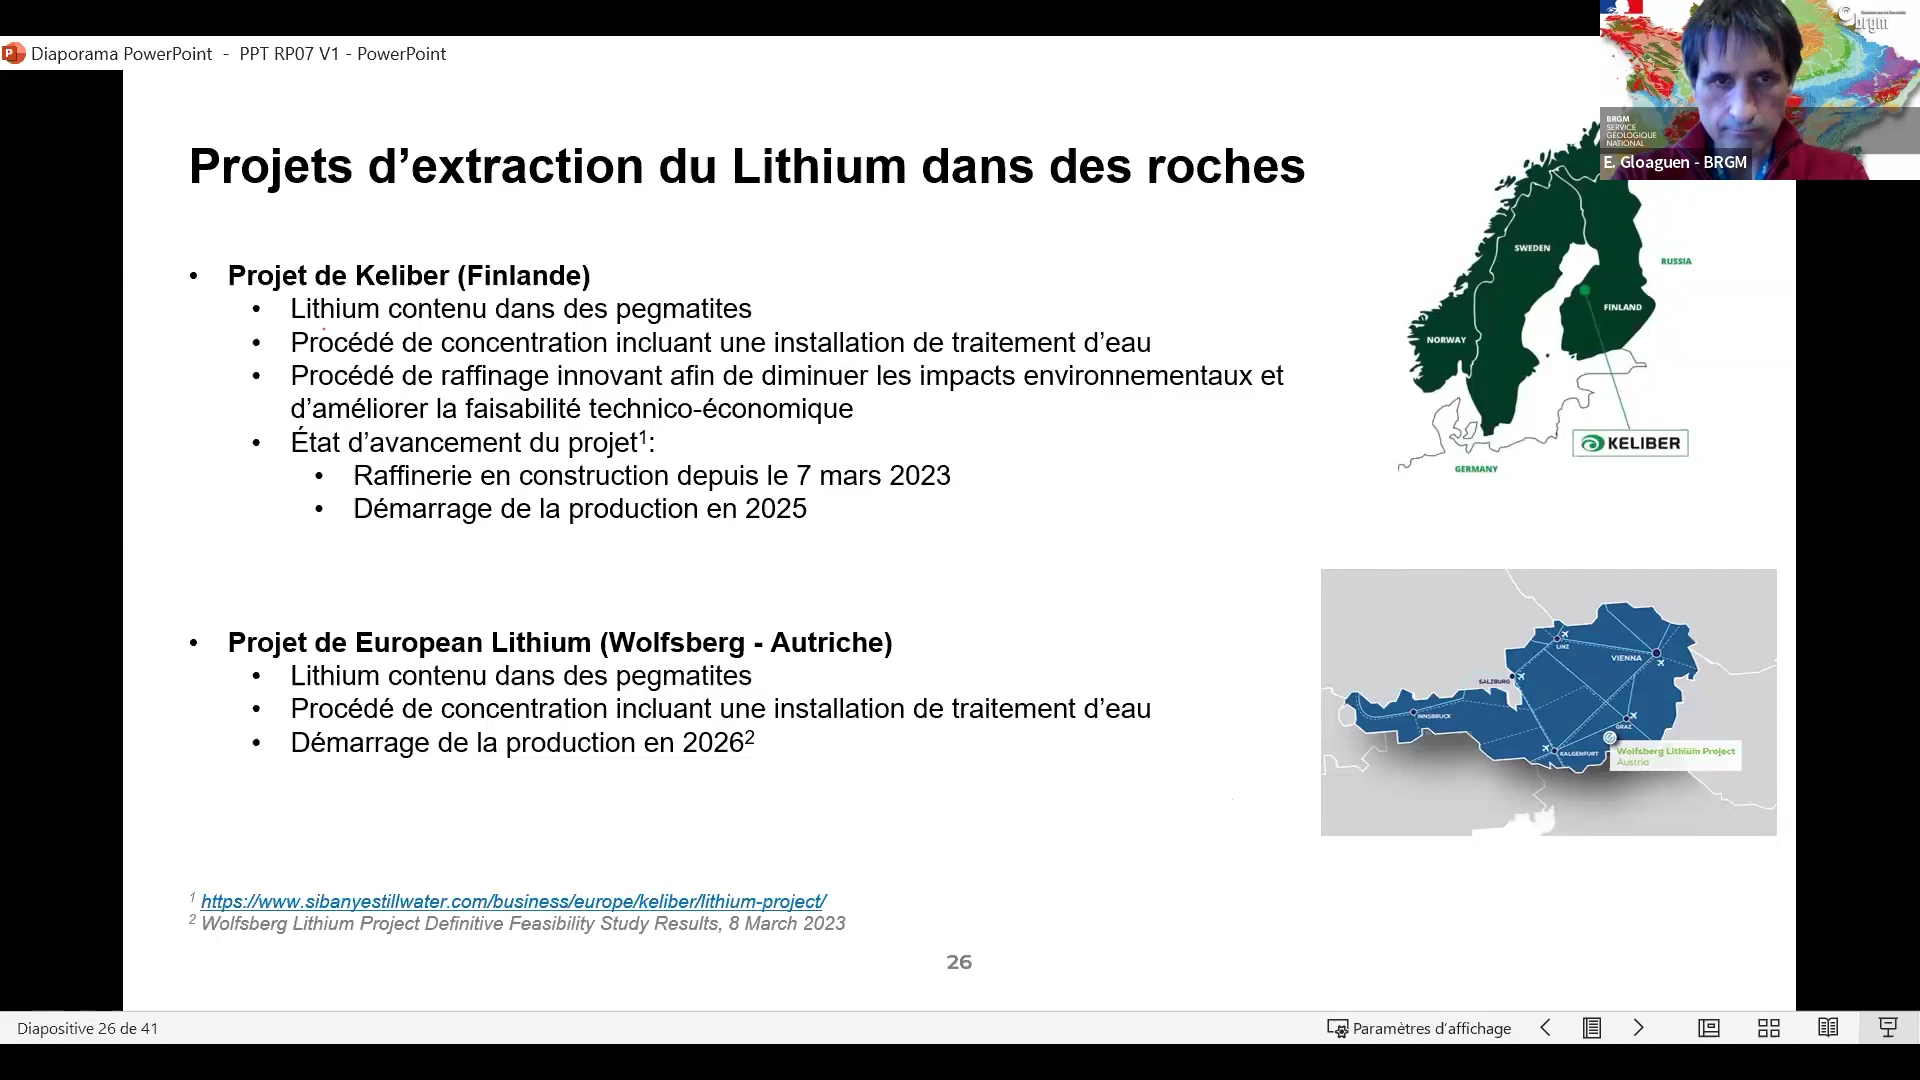 Diaporama PowerPoint - PPT RP07 V1 - PowerPoint
brgm
BRGM
SERVICE
GÉOLOGIQUE
NATIONAL
E. Gloaguen - BRGM
Projets d’extraction du Lithium dans des roches
• Projet de Keliber (Finlande)
• Lithium contenu dans des pegmatites
• Procédé de concentration incluant une installation de traitement d’eau
• Procédé de raffinage innovant afin de diminuer les impacts environnementaux et
d’améliorer la faisabilité technico-économique
• État d’avancement du projet¹:
• Raffinerie en construction depuis le 7 mars 2023
• Démarrage de la production en 2025
SWEDEN
RUSSIA
FINLAND
NORWAY
KELIBER
GERMANY
• Projet de European Lithium (Wolfsberg - Autriche)
• Lithium contenu dans des pegmatites
• Procédé de concentration incluant une installation de traitement d’eau
• Démarrage de la production en 2026²
LINZ
VIENNA
SALZBURG
INNSBRUCK
GRAZ
KALGENFURT
Wolfsberg Lithium Project
Austria
¹ https://www.sibanyestillwater.com/business/europe/keliber/lithium-project/
² Wolfsberg Lithium Project Definitive Feasibility Study Results, 8 March 2023
26
Diapositive 26 de 41
Paramètres d’affichage